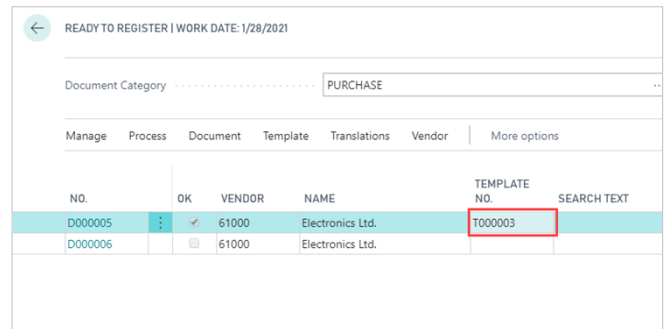 READY TO REGISTER | WORK DATE: 1/28/2021
Document Category PURCHASE
Manage Process Document Template Translations Vendor More options
NO. OK VENDOR NAME TEMPLATE NO. SEARCH TEXT
D000005 61000 Electronics Ltd. T000003
D000006 61000 Electronics Ltd.